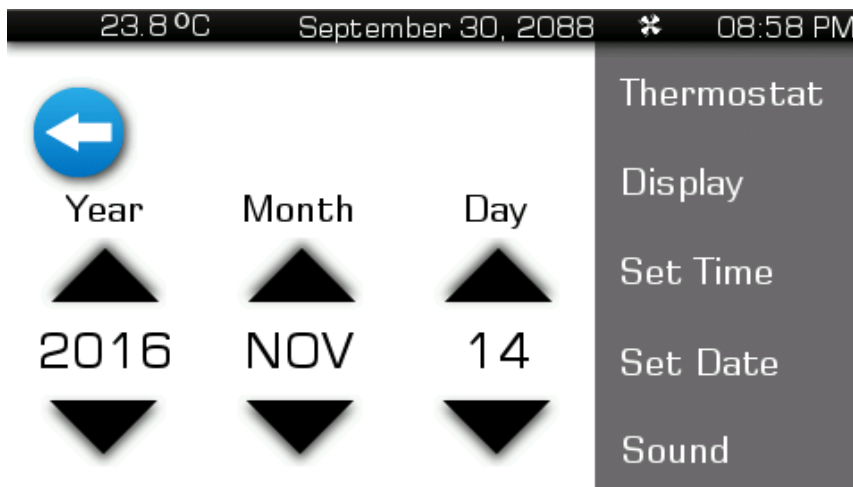 23.8 ºC September 30, 2088 08:58 PM
Thermostat
Display
Year Month Day
Set Time
2016 NOV 14
Set Date
Sound